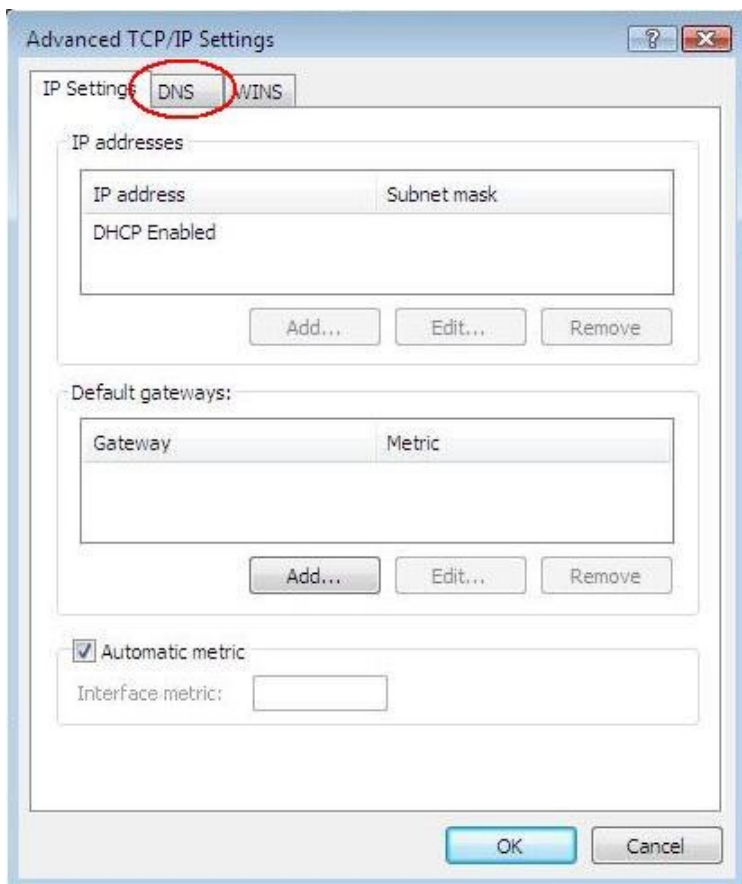 Advanced TCP/IP Settings
IP Settings DNS WINS
IP addresses
IP address Subnet mask
DHCP Enabled
Add... Edit... Remove
Default gateways:
Gateway Metric
Add... Edit... Remove
Automatic metric
Interface metric:
OK Cancel